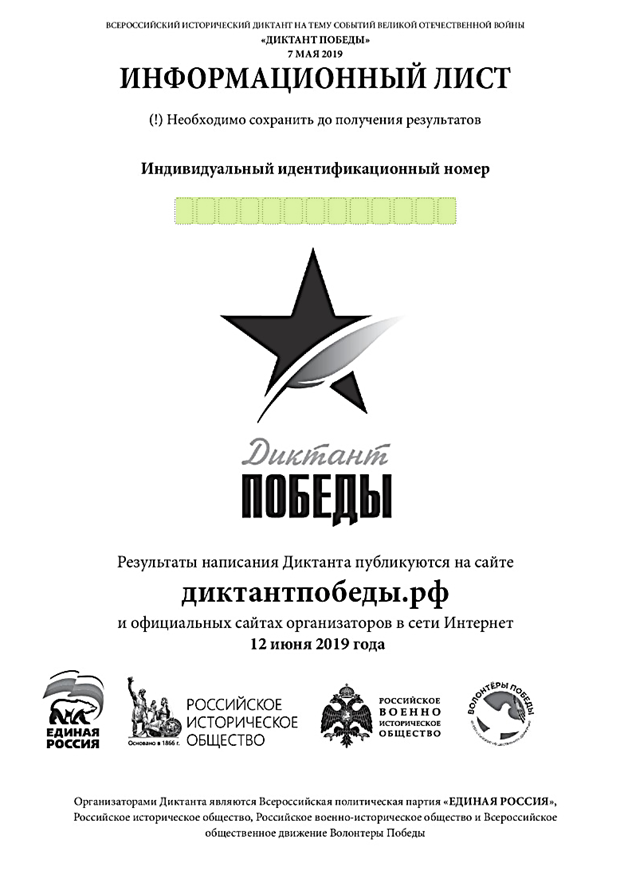 ВСЕРОССИЙСКИЙ ИСТОРИЧЕСКИЙ ДИКТАНТ НА ТЕМУ СОБЫТИЙ ВЕЛИКОЙ ОТЕЧЕСТВЕННОЙ ВОЙНЫ
«ДИКТАНТ ПОБЕДЫ»
7 МАЯ 2019
ИНФОРМАЦИОННЫЙ ЛИСТ
(!) Необходимо сохранить до получения результатов
Индивидуальный идентификационный номер
Диктант
ПОБЕДЫ
Результаты написания Диктанта публикуются на сайте
диктантпобеды.рф
и официальных сайтах организаторов в сети Интернет
12 июня 2019 года
ЕДИНАЯ
РОССИЯ
Основано в 1866 г.
РОССИЙСКОЕ
ИСТОРИЧЕСКОЕ
ОБЩЕСТВО
РОССИЙСКОЕ
ВОЕННО
ИСТОРИЧЕСКОЕ
ОБЩЕСТВО
ВОЛОНТЁРЫ ПОБЕДЫ
Организаторами Диктанта являются Всероссийская политическая партия «ЕДИНАЯ РОССИЯ»,
Российское историческое общество, Российское военно-историческое общество и Всероссийское
общественное движение Волонтеры Победы